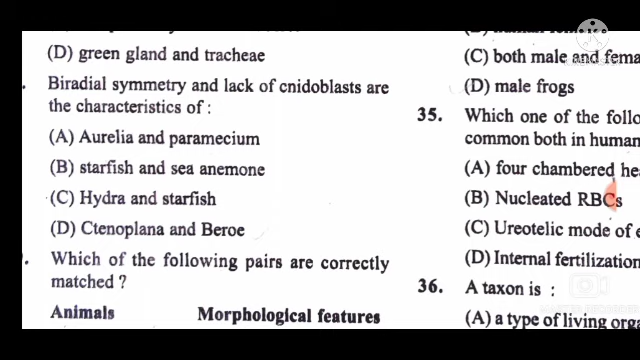 (D) green gland and tracheae
Biradial symmetry and lack of cnidoblasts are
the characteristics of :
(A) Aurelia and paramecium
(B) starfish and sea anemone
(C) Hydra and starfish
(D) Ctenoplana and Beroe
Which of the following pairs are correctly
matched ?
Animals Morphological features
(C) both male and fema
(D) male frogs
35. Which one of the follo
common both in human
(A) four chambered he
(B) Nucleated RBCs
(C) Ureotelic mode of e
(D) Internal fertilization
36. A taxon is :
(A) a type of living orga